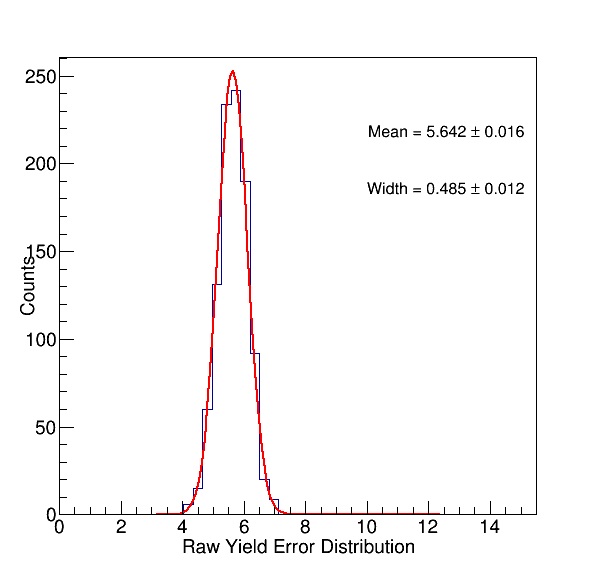 250
200
150
100
50
0
Counts
Mean = 5.642 ± 0.016
Width = 0.485 ± 0.012
0 2 4 6 8 10 12 14
Raw Yield Error Distribution